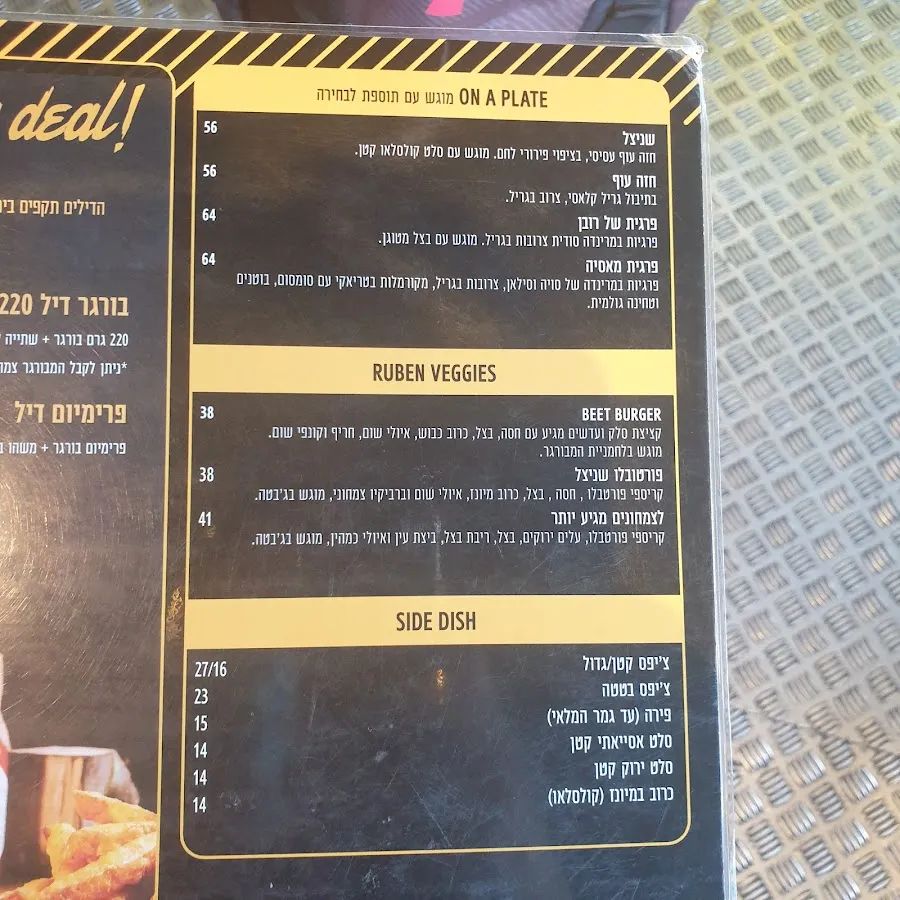 ON A PLATE מוגש עם תוספת לבחירה
שניצל 56
חזה עוף עסיסי, בציפוי פירורי לחם. מוגש עם סלט קולסלאו קטן.
חזה עוף 56
בתיבול גריל קלאסי, צרוב בגריל.
פרגית של רובן 64
פרגיות במרינדה סודית צרובות בגריל. מוגש עם בצל מטוגן.
פרגית מאסיה 64
פרגיות במרינדה של סויה וסילאן, צרובות בגריל, מקורמלות בטריאקי עם סומסום, בוטנים
וטחינה גולמית.
RUBEN VEGGIES
BEET BURGER 38
קציצת סלק ועדשים מגיע עם חסה, בצל, כרוב כבוש, איולי שום, חריף וקונפי שום.
מוגש בלחמניית המבורגר.
פורטובלו שניצל 38
קריספי פורטבלו, חסה, בצל, כרוב מיונז, איולי שום וברביקיו צמחוני, מוגש בג'בטה.
לצמחונים מגיע יותר 41
קריספי פורטבלו, עלים ירוקים, בצל, ריבת בצל, ביצת עין ואיולי כמהין, מוגש בג'בטה.
SIDE DISH
צ'יפס קטן/גדול 27/16
צ'יפס בטטה 23
פירה (עד גמר המלאי) 15
סלט אסייאתי קטן 14
סלט ירוק קטן 14
כרוב במיונז (קולסלאו) 14
deal!
הדילים תקפים
בורגר דיל 220
220 גרם בורגר + שתייה
*ניתן לקבל המבורגר
פרימיום דיל
פרימיום בורגר + משהו